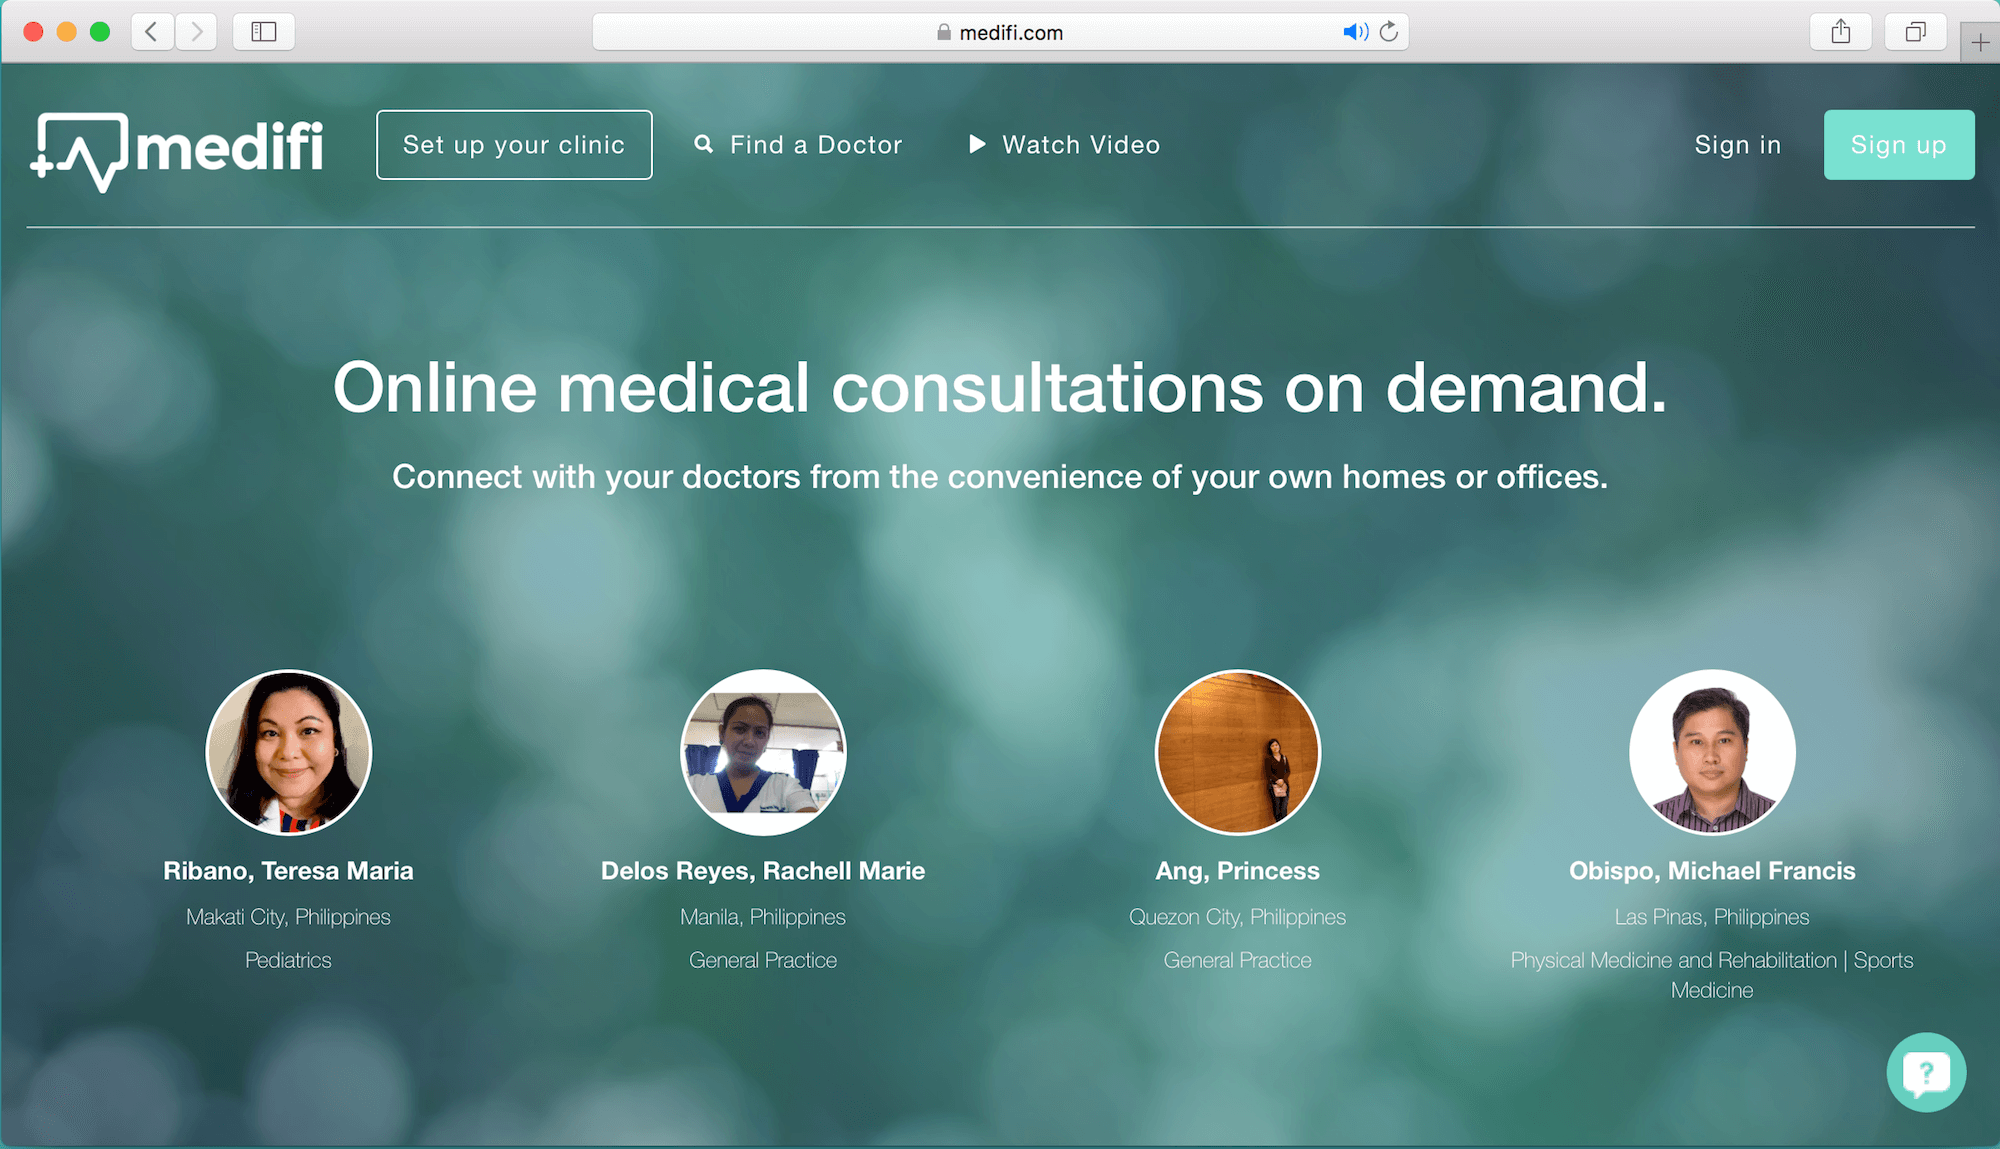 medifi.com
medifi
Set up your clinic
Find a Doctor
Watch Video
Sign in
Sign up
Online medical consultations on demand.
Connect with your doctors from the convenience of your own homes or offices.
Ribano, Teresa Maria
Makati City, Philippines
Pediatrics
Delos Reyes, Rachell Marie
Manila, Philippines
General Practice
Ang, Princess
Quezon City, Philippines
General Practice
Obispo, Michael Francis
Las Pinas, Philippines
Physical Medicine and Rehabilitation | Sports
Medicine
?